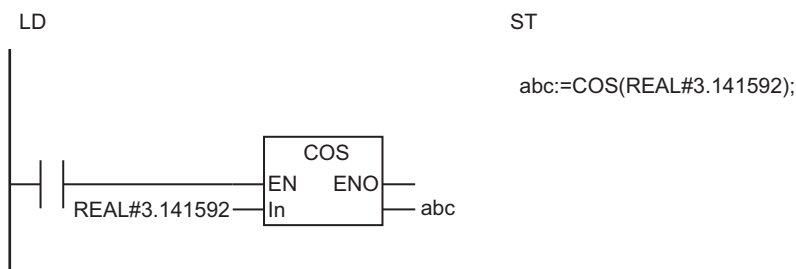 LD
ST
abc:=COS(REAL#3.141592);
COS
EN ENO
REAL#3.141592 In abc